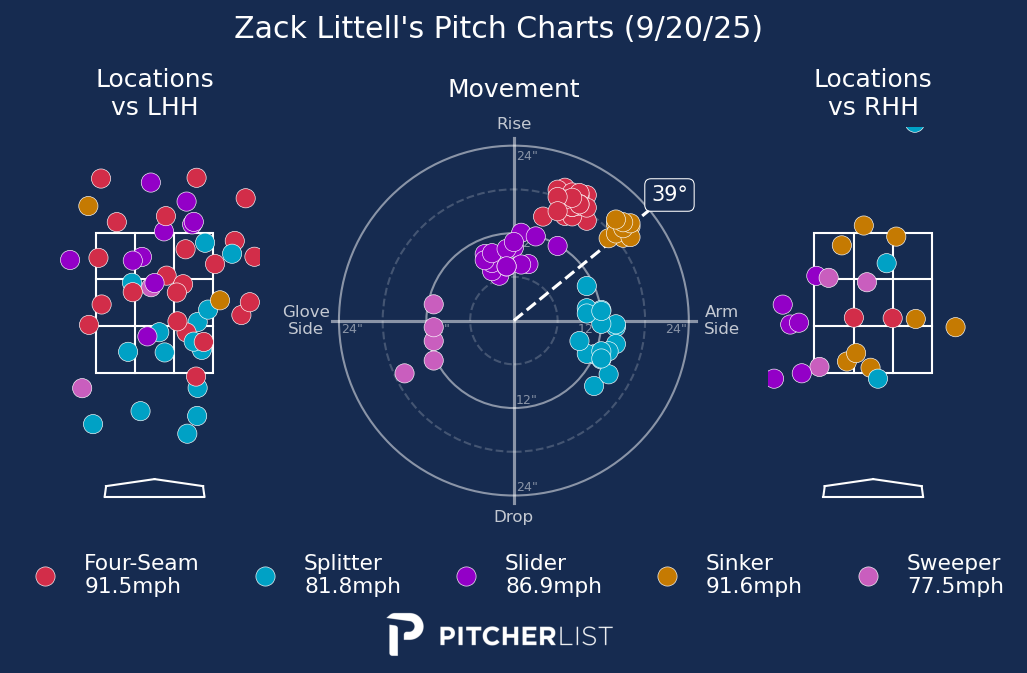 Zack Littell's Pitch Charts (9/20/25)
Locations
vs LHH
Movement
Locations
vs RHH
Rise
24"
39°
Glove
Side
24"
"
12"
24"
Arm
Side
12"
24"
Drop
Four-Seam
91.5mph
Splitter
81.8mph
Slider
86.9mph
Sinker
91.6mph
Sweeper
77.5mph
PITCHERLIST